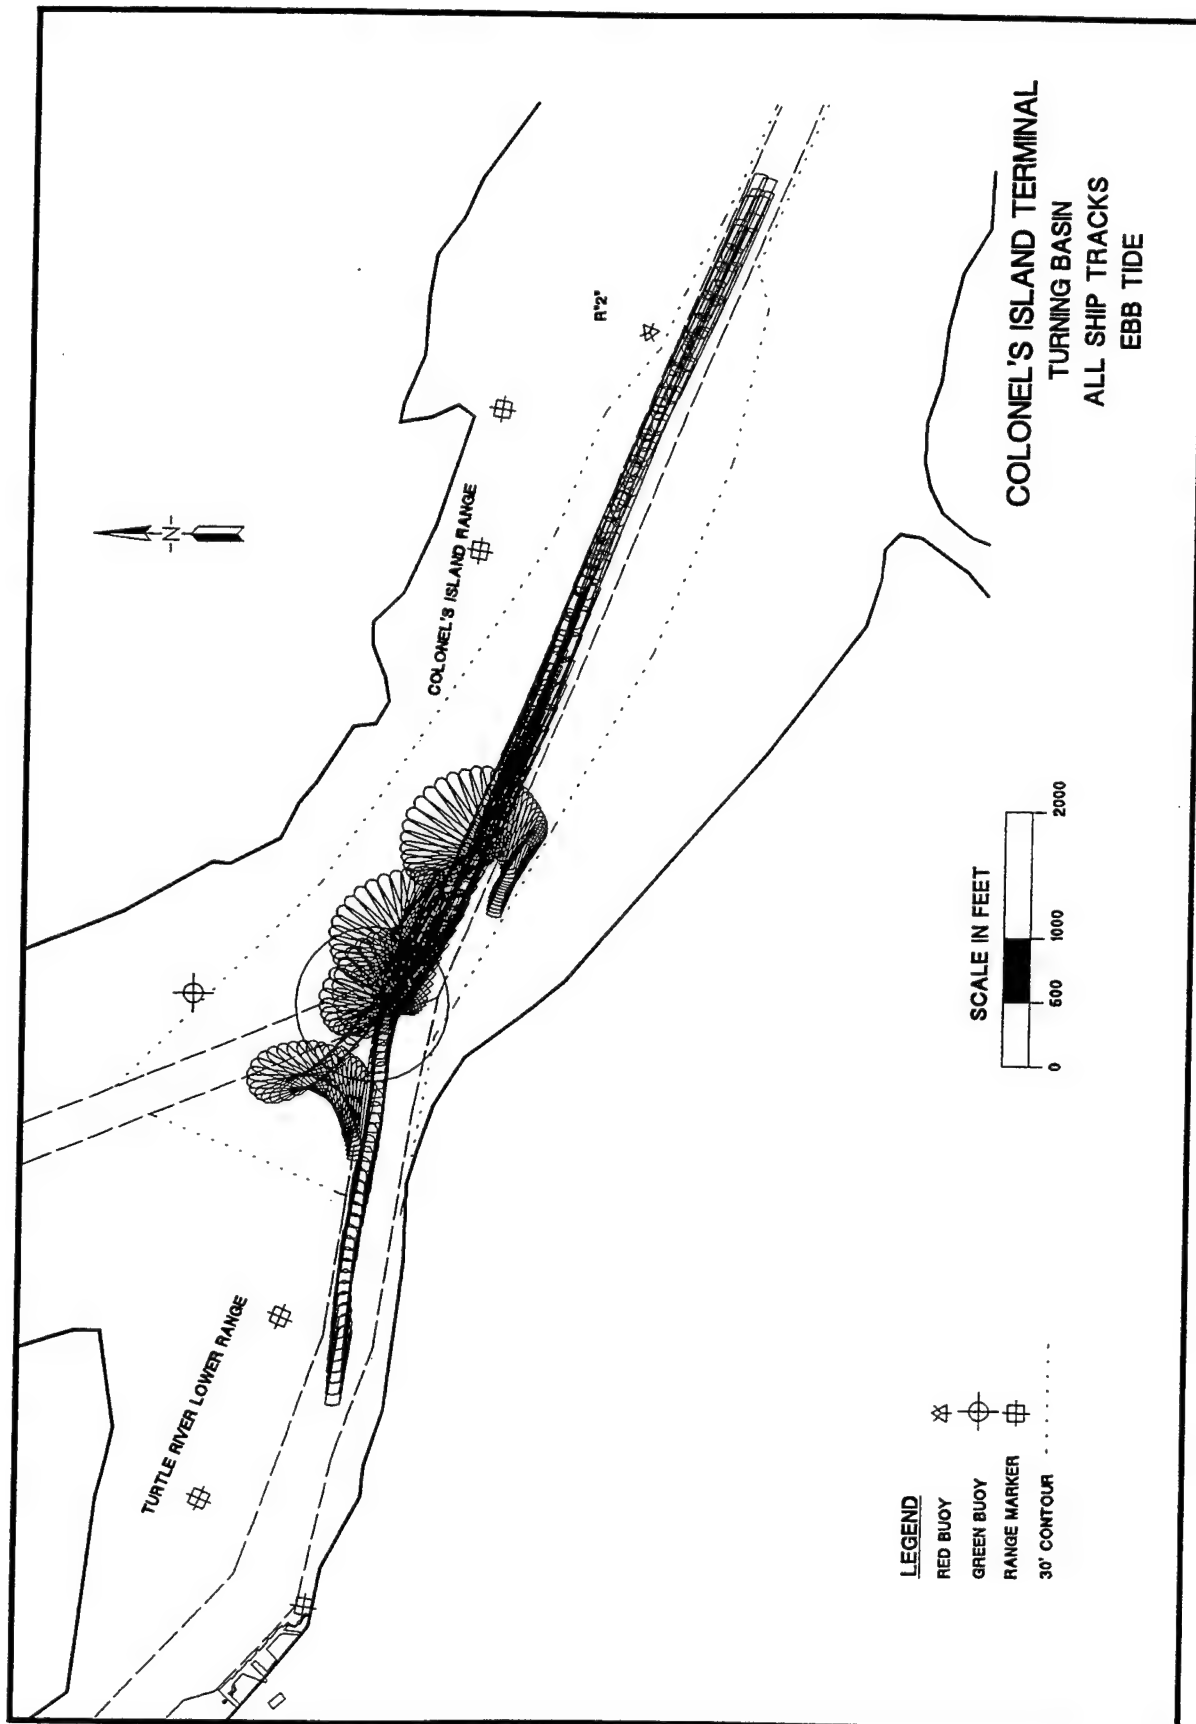 COLONEL'S ISLAND TERMINAL
TURNING BASIN
ALL SHIP TRACKS
EBB TIDE
R"2"
-N-
COLONEL'S ISLAND RANGE
TURTLE RIVER LOWER RANGE
SCALE IN FEET
0 500 1000 2000
LEGEND
RED BUOY
GREEN BUOY
RANGE MARKER
30' CONTOUR